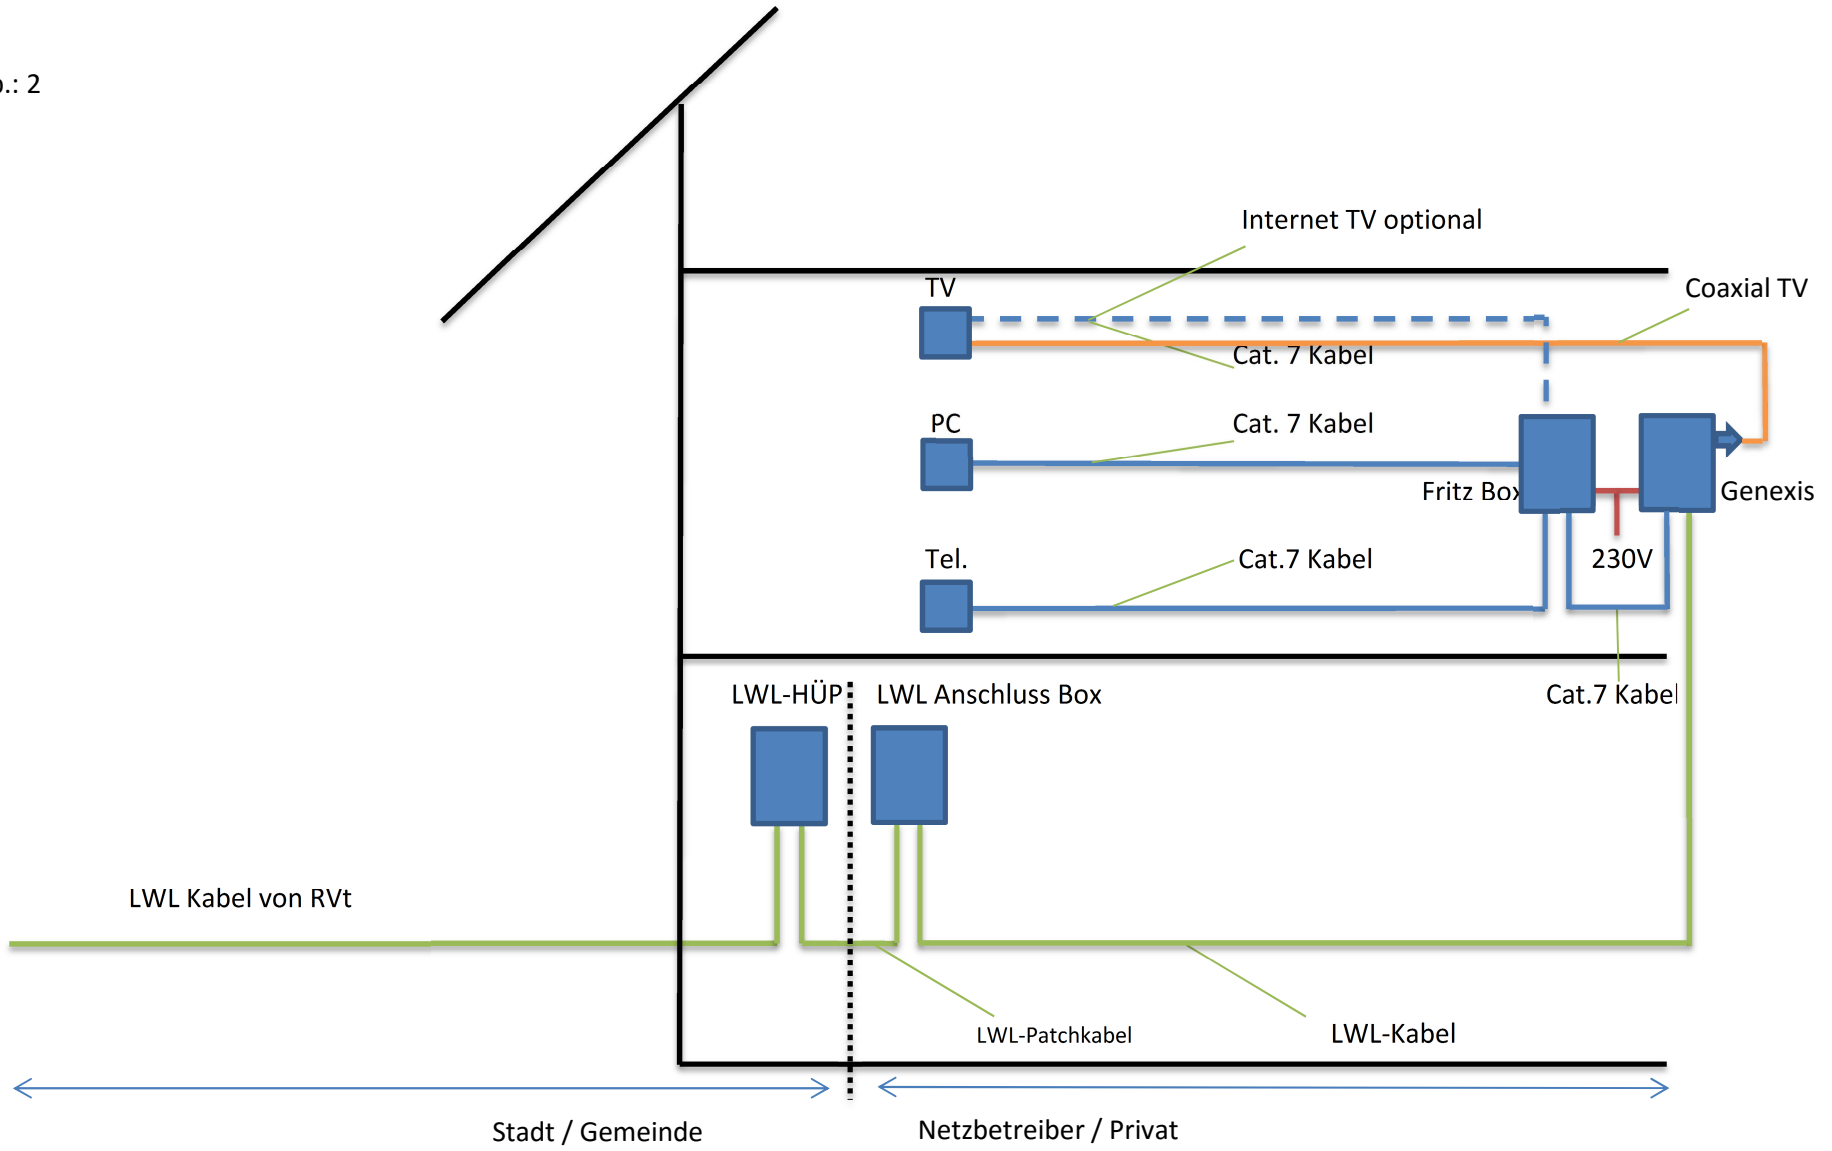 .: 2
Internet TV optional
TV
Coaxial TV
Cat. 7 Kabel
PC
Cat. 7 Kabel
Fritz Box
Genexis
Tel.
Cat.7 Kabel
230V
LWL-HÜP
LWL Anschluss Box
Cat.7 Kabel
LWL Kabel von RVt
LWL-Patchkabel
LWL-Kabel
Stadt / Gemeinde
Netzbetreiber / Privat